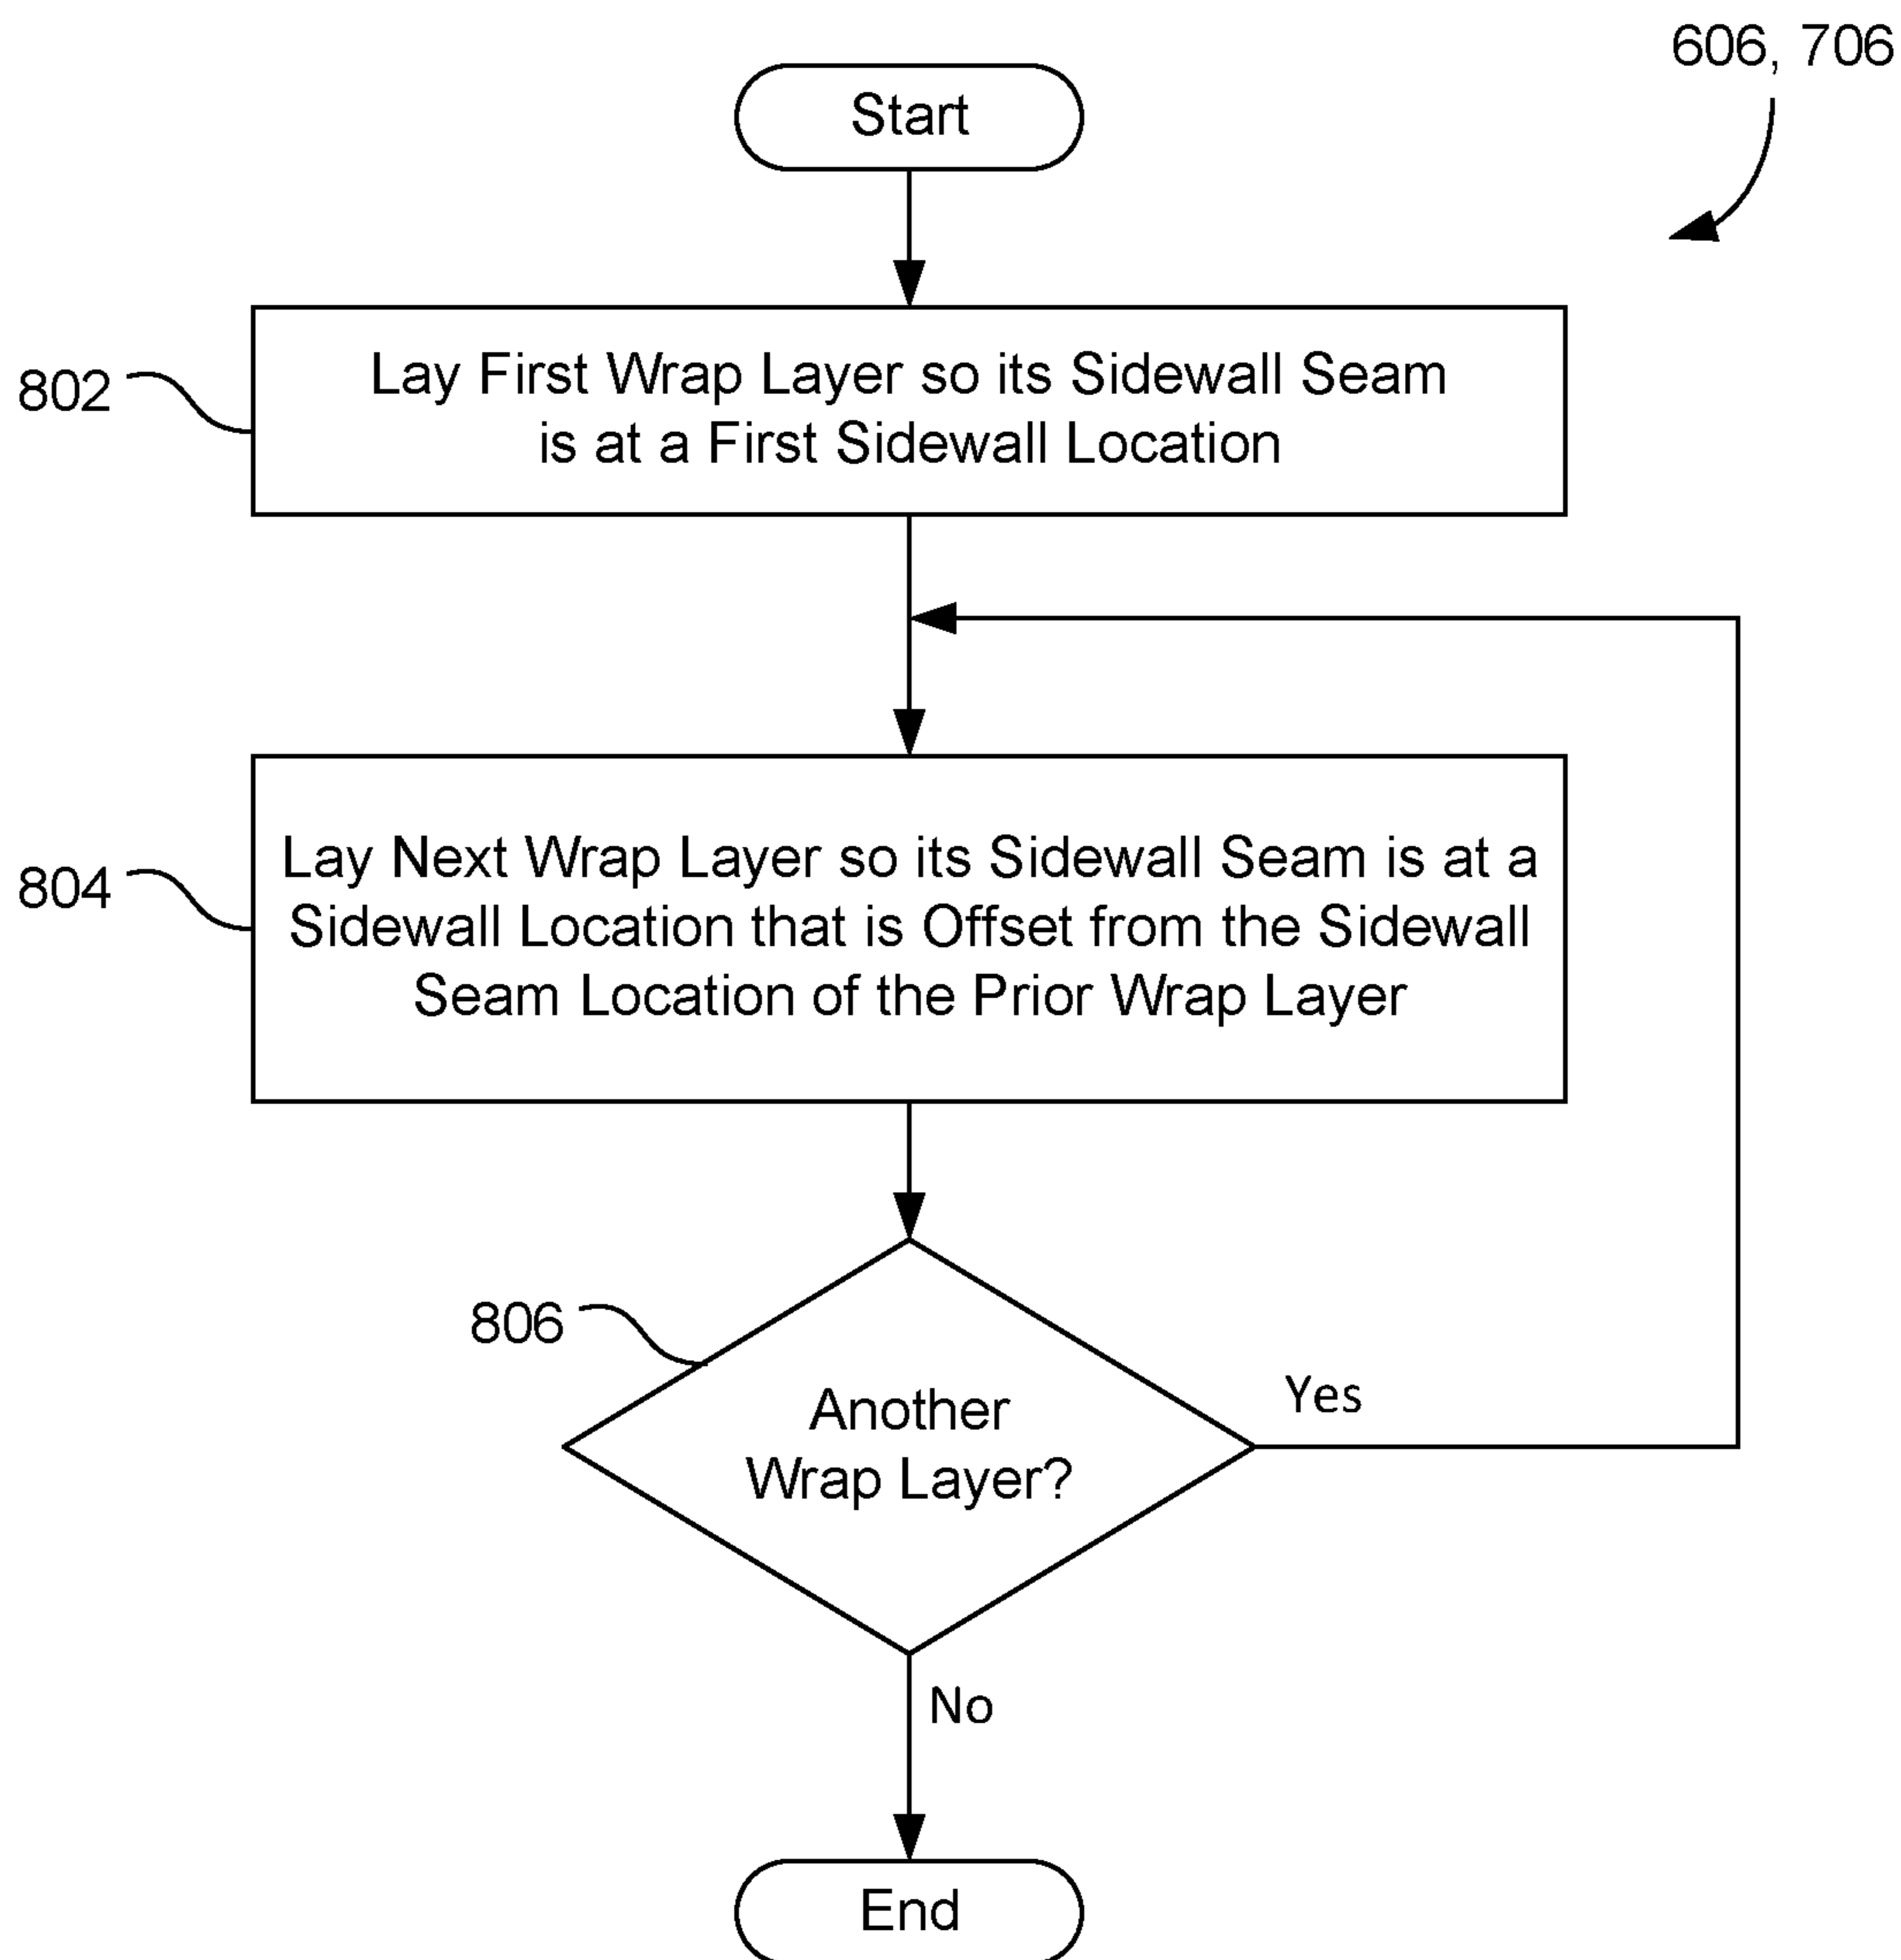 606, 706
Start
802
Lay First Wrap Layer so its Sidewall Seam
is at a First Sidewall Location
804
Lay Next Wrap Layer so its Sidewall Seam is at a
Sidewall Location that is Offset from the Sidewall
Seam Location of the Prior Wrap Layer
806
Another
Wrap Layer?
Yes
No
End